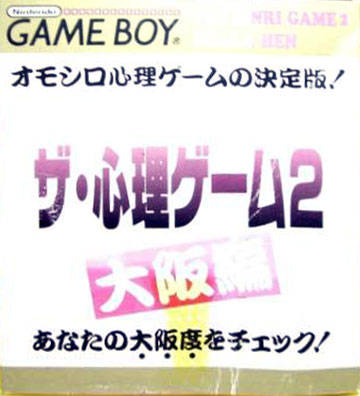 Nintendo
GAME BOY®
NRI GAME 2
HEN
オモシロ心理ゲームの決定版!
ザ・心理ゲーム2
大阪編
あなたの大阪度をチェック!